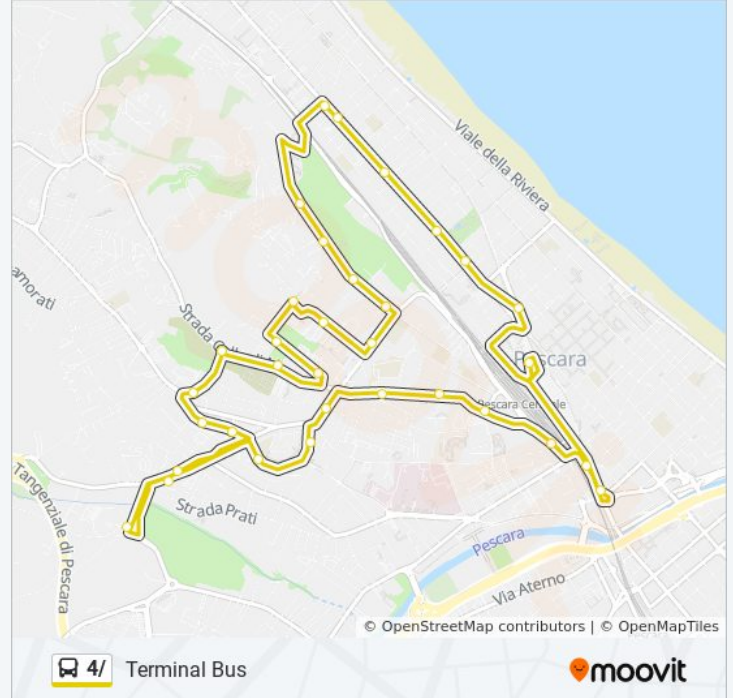 Viale della Riviera
amorati
Strada C
Pescara
Pescara Centrale
Tangenziale di Pescara
Strada Prati
Pescara
Via Aterno
© OpenStreetMap contributors | © OpenMapTiles
4/ Terminal Bus
moovit